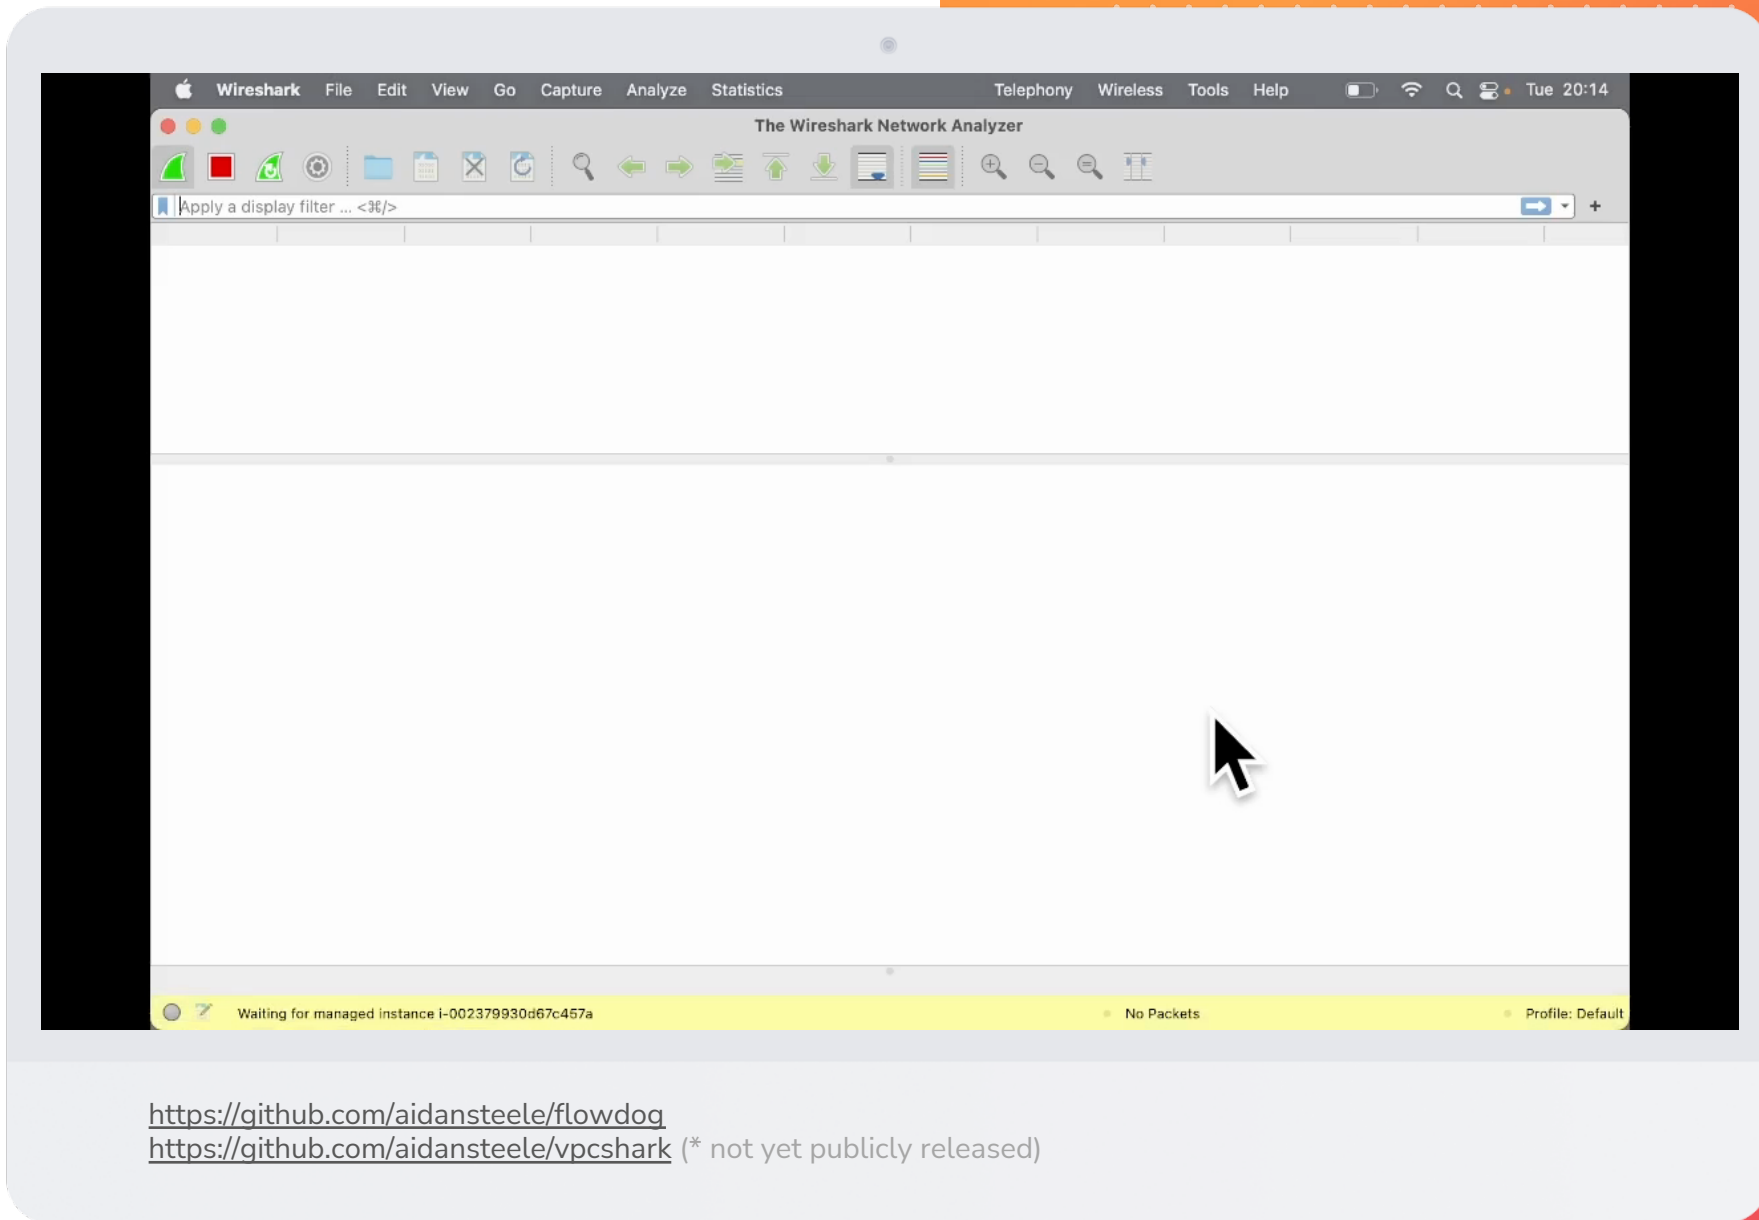 Wireshark File Edit View Go Capture Analyze Statistics Telephony Wireless Tools Help Tue 20:14
The Wireshark Network Analyzer
Apply a display filter ... <⌘/>
+
Waiting for managed instance i-002379930d67c457a No Packets Profile: Default
https://github.com/aidansteele/flowdog
https://github.com/aidansteele/vpcshark (* not yet publicly released)